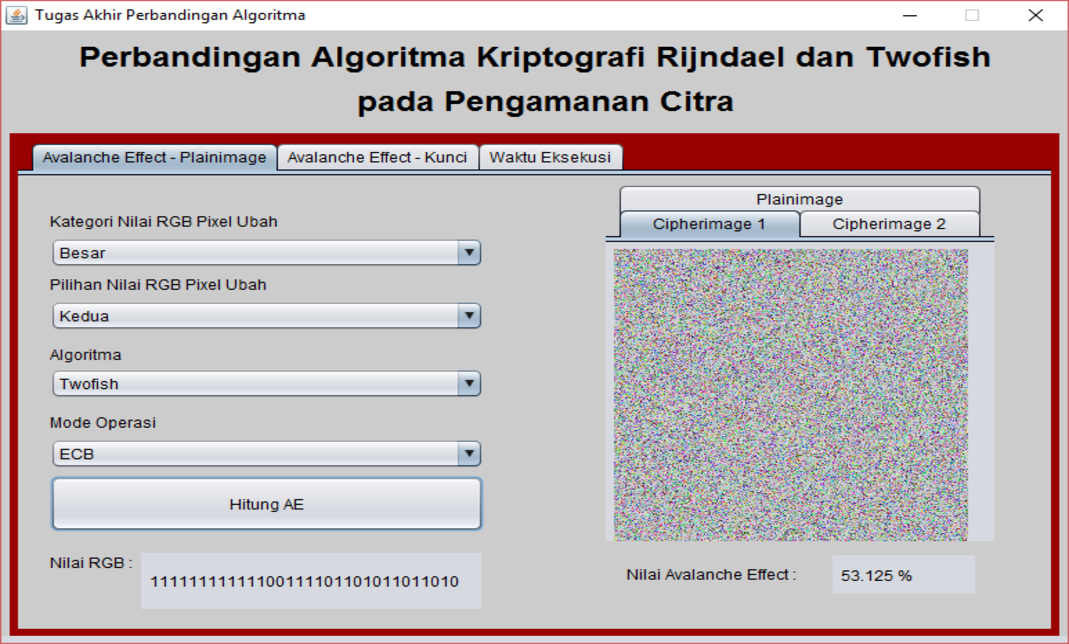 Tugas Akhir Perbandingan Algoritma
Perbandingan Algoritma Kriptografi Rijndael dan Twofish
pada Pengamanan Citra
Avalanche Effect - Plainimage
Avalanche Effect - Kunci
Waktu Eksekusi
Kategori Nilai RGB Pixel Ubah
Besar
Pilihan Nilai RGB Pixel Ubah
Kedua
Algoritma
Twofish
Mode Operasi
ECB
Hitung AE
Nilai RGB :
11111111111110011110110101101010
Plainimage
Cipherimage 1
Cipherimage 2
Nilai Avalanche Effect :
53.125 %